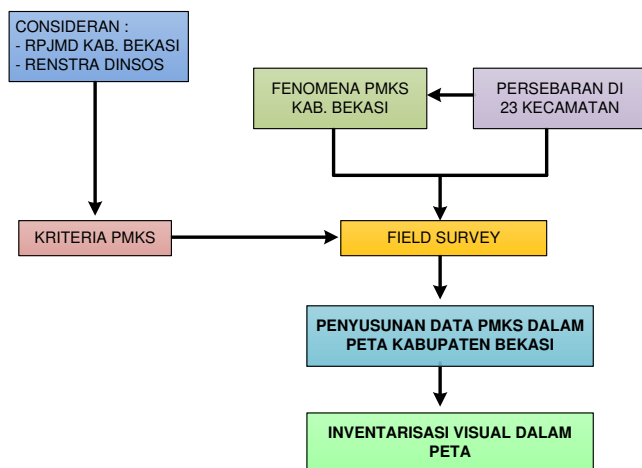 CONSIDERAN :
- RPJMD KAB. BEKASI
- RENSTRA DINSOS
FENOMENA PMKS
KAB. BEKASI
PERSEBARAN DI
23 KECAMATAN
KRITERIA PMKS
FIELD SURVEY
PENYUSUNAN DATA PMKS DALAM
PETA KABUPATEN BEKASI
INVENTARISASI VISUAL DALAM
PETA